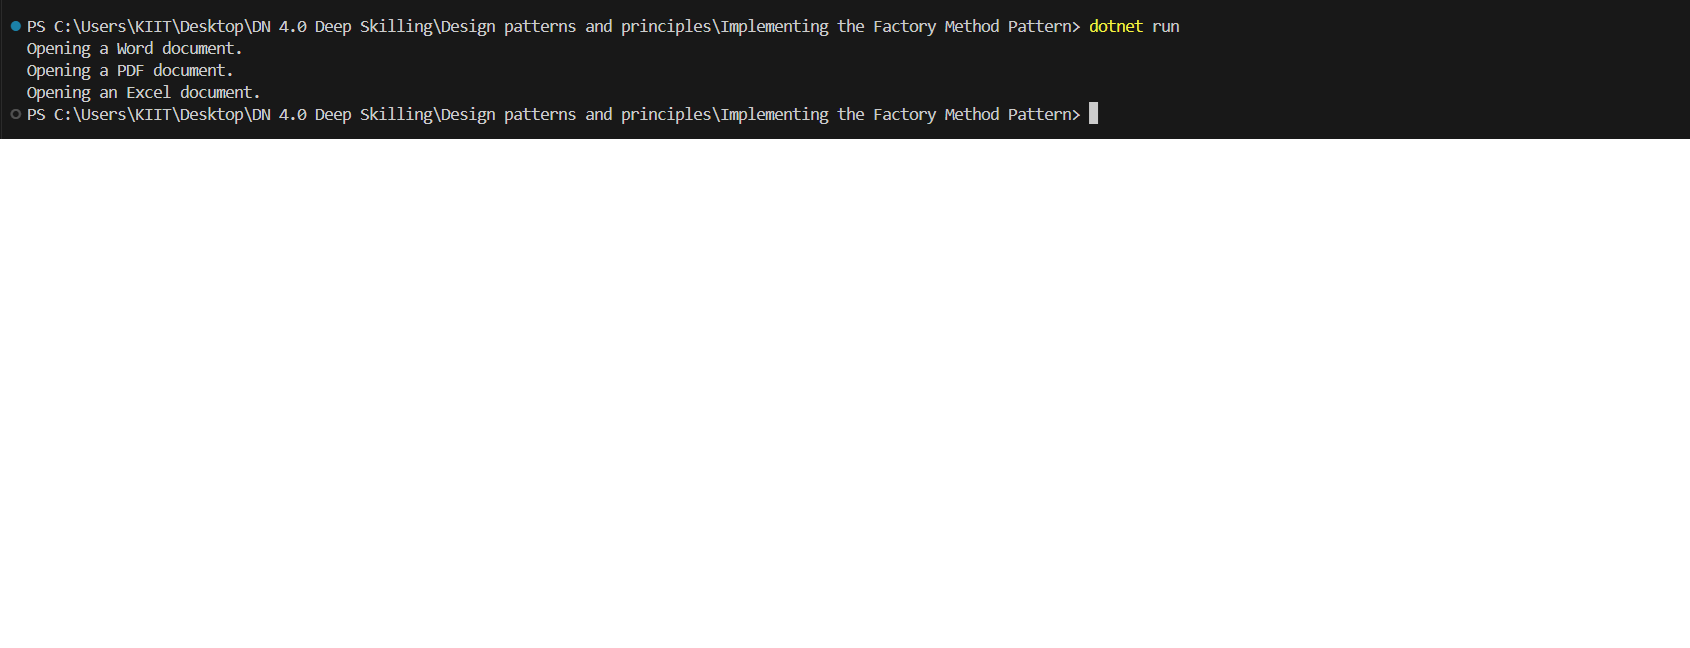 PS C:\Users\KIIT\Desktop\DN 4.0 Deep Skilling\Design patterns and principles\Implementing the Factory Method Pattern> dotnet run
Opening a Word document.
Opening a PDF document.
Opening an Excel document.
PS C:\Users\KIIT\Desktop\DN 4.0 Deep Skilling\Design patterns and principles\Implementing the Factory Method Pattern>